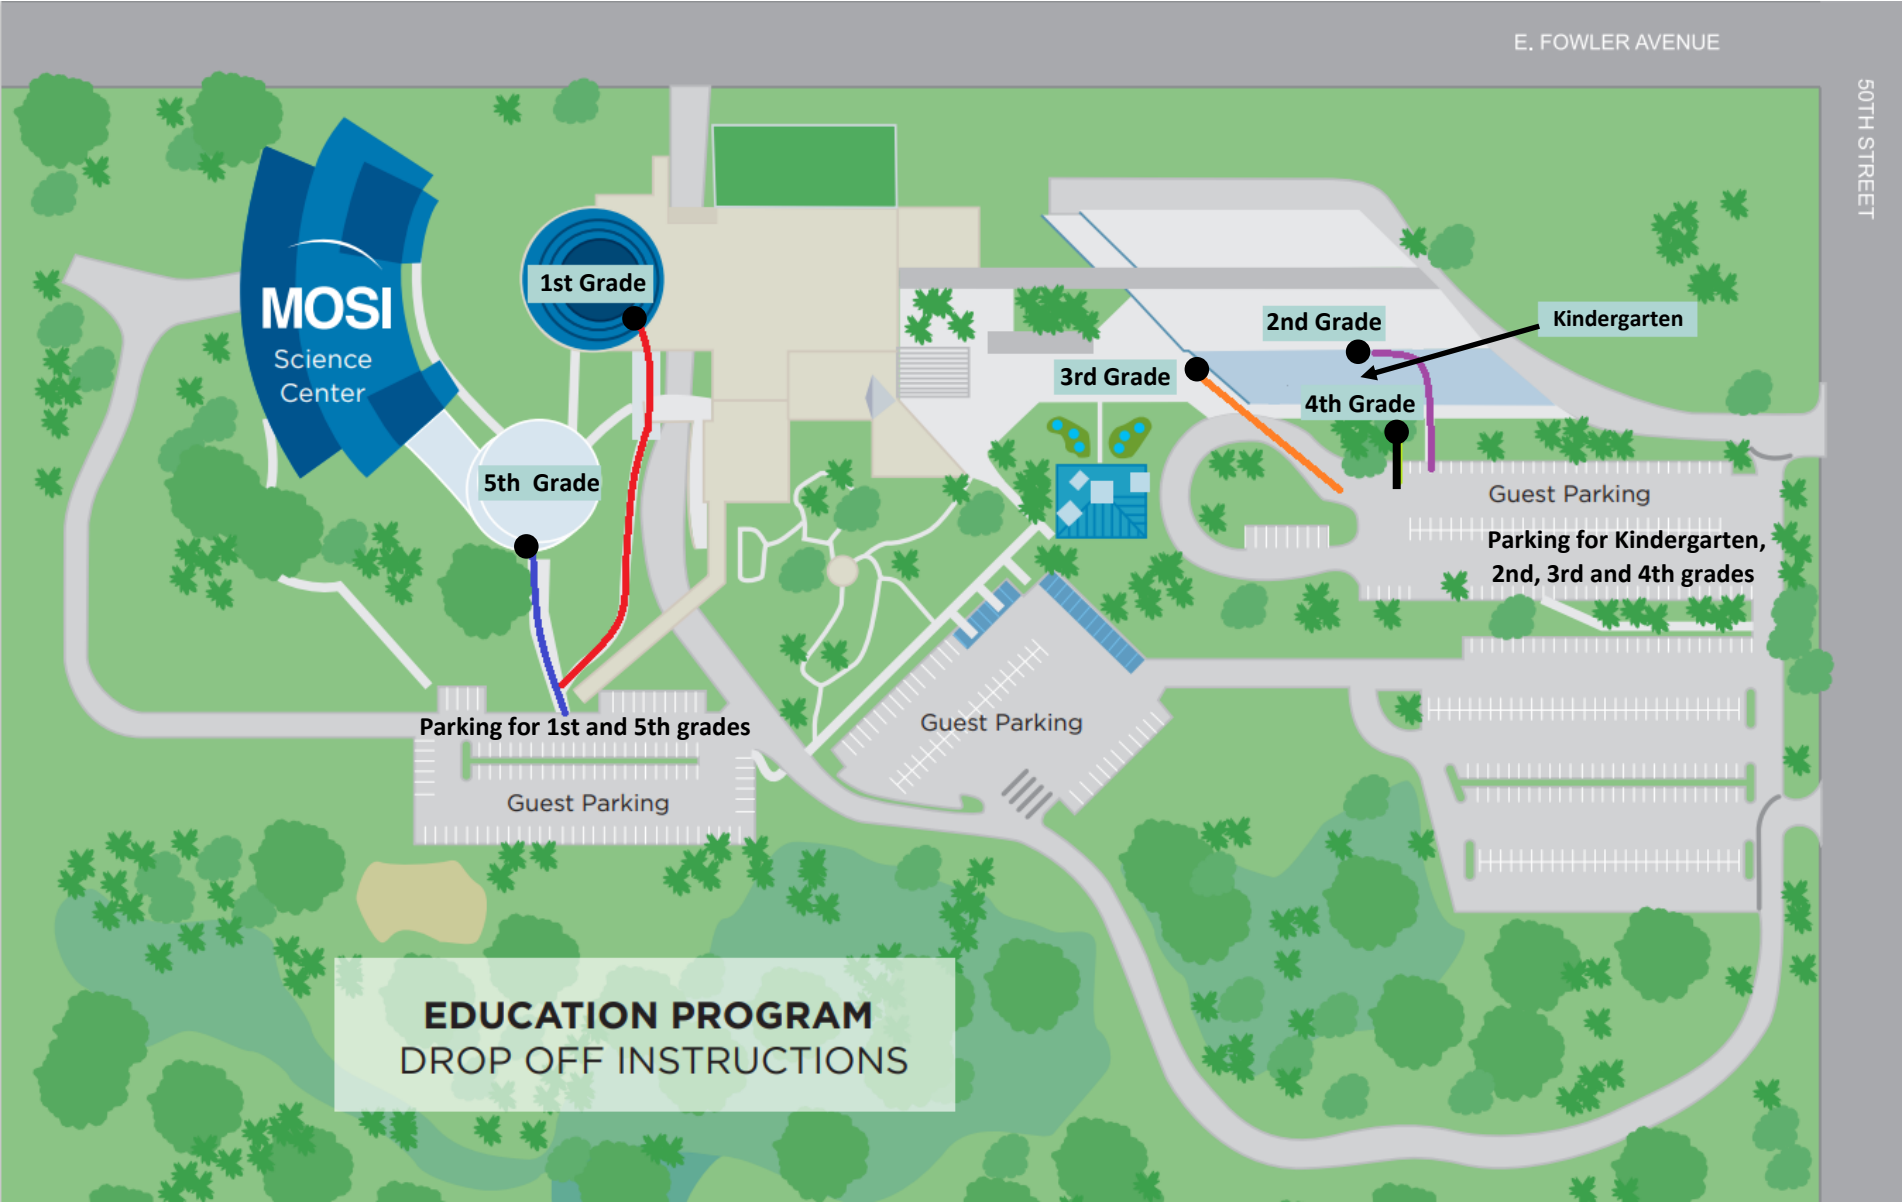 E. FOWLER AVENUE
50TH STREET
MOSI
Science
Center
1st Grade
5th Grade
2nd Grade
Kindergarten
3rd Grade
4th Grade
Guest Parking
Parking for Kindergarten,
2nd, 3rd and 4th grades
Guest Parking
Parking for 1st and 5th grades
Guest Parking
EDUCATION PROGRAM
DROP OFF INSTRUCTIONS